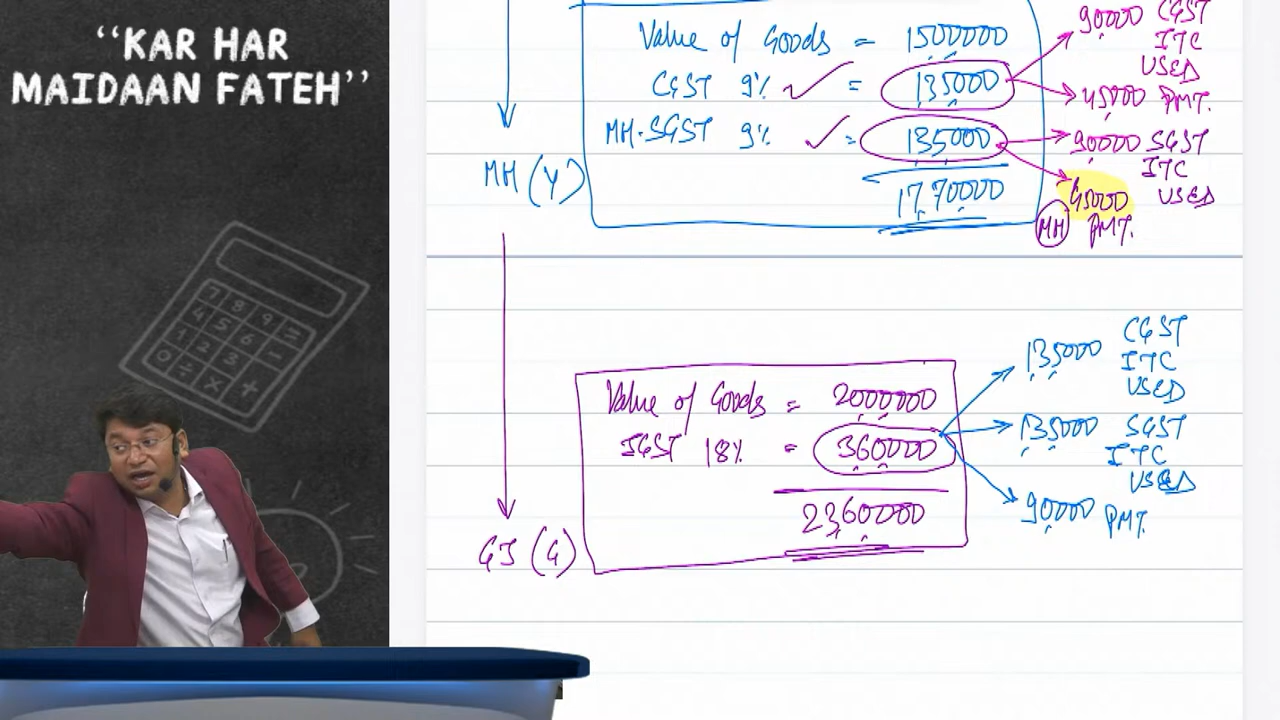 “KAR HAR
MAIDAAN FATEH”
Value of Goods = 1500000
CGST 9% ✓ = 135000
MH-SGST 9% ✓ = 135000
17,70000
90000 CGST
ITC
USED
45000 PMT.
90000 SGST
ITC
USED
45000
MH PMT.
MH (Y)
Value of Goods = 2000000
IGST 18% = 360000
2360000
135000 CGST
ITC
USED
135000 SGST
ITC
USED
90000 PMT.
GJ (G)